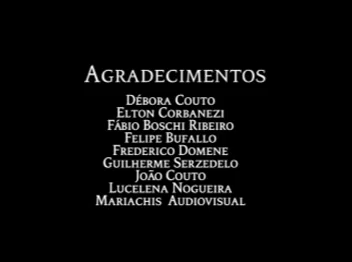 AGRADECIMENTOS
DÉBORA COUTO
ELTON CORBANEZI
FÁBIO BOSCHI RIBEIRO
FELIPE BUFALLO
FREDERICO DOMENE
GUILHERME SERZEDELO
JOÃO COUTO
LUCELENA NOGUEIRA
MARIACHIS AUDIOVISUAL